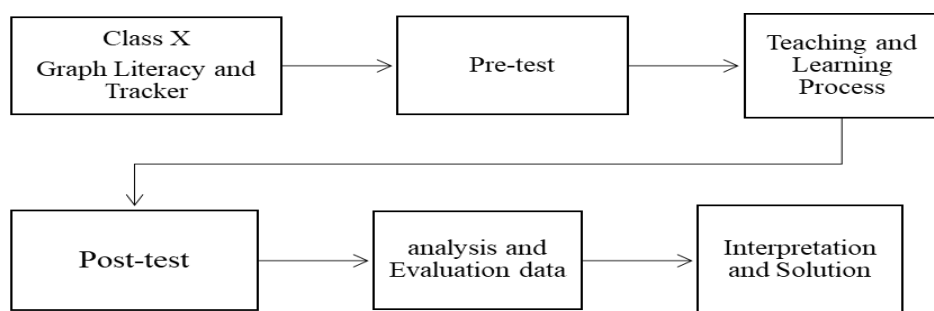 Class X
Graph Literacy and
Tracker
Pre-test
Teaching and
Learning
Process
Post-test
analysis and
Evaluation data
Interpretation
and Solution